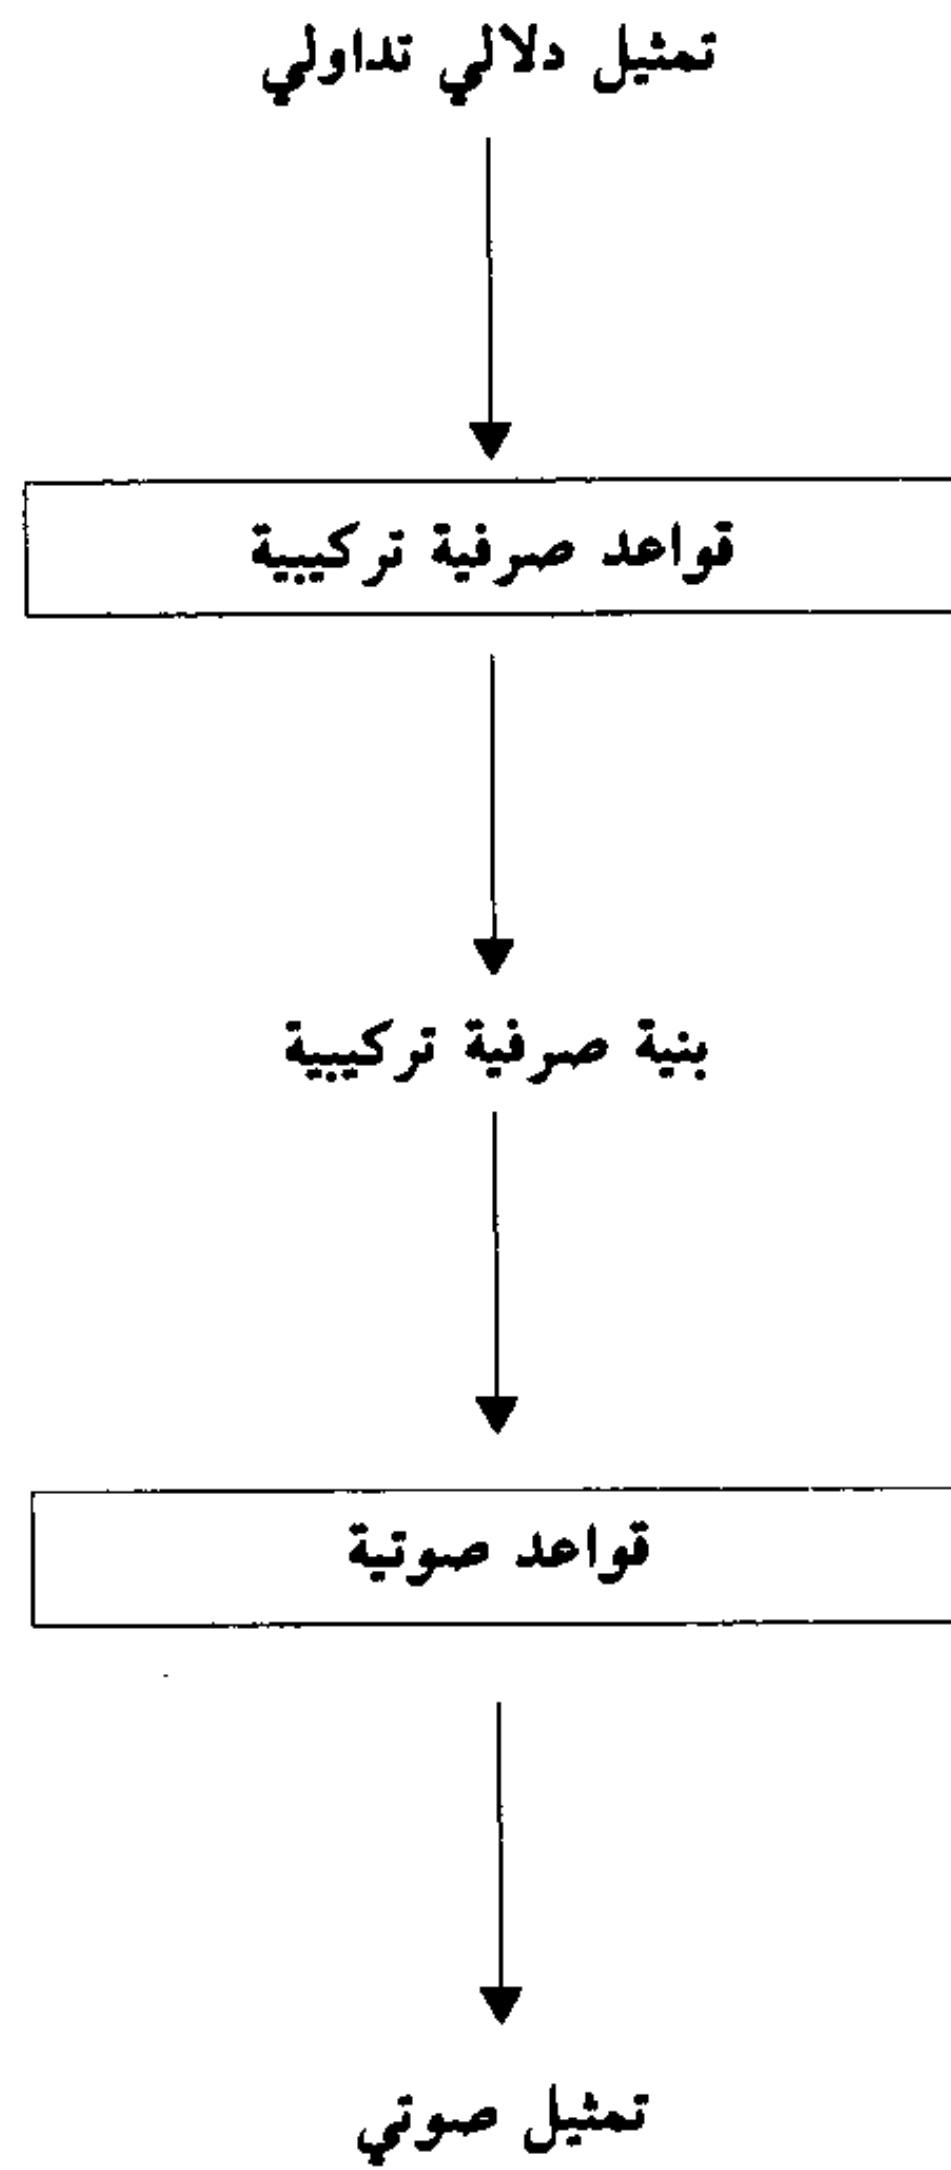 تمثيل دلالي تداولي
قواعد صرفية تركيبية
بنية صرفية تركيبية
قواعد صوتية
تمثيل صوتي